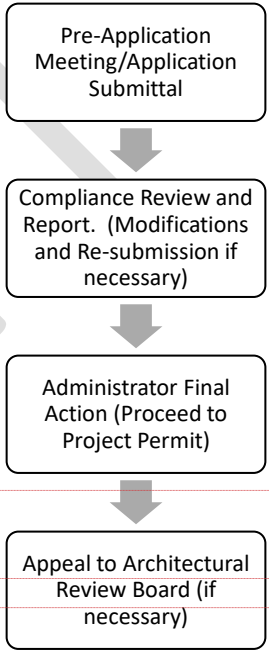 Pre-Application
Meeting/Application
Submittal
Compliance Review and
Report.  (Modifications
and Re-submission if
necessary)
Administrator Final
Action (Proceed to
Project Permit)
Appeal to Architectural
Review Board (if
necessary)